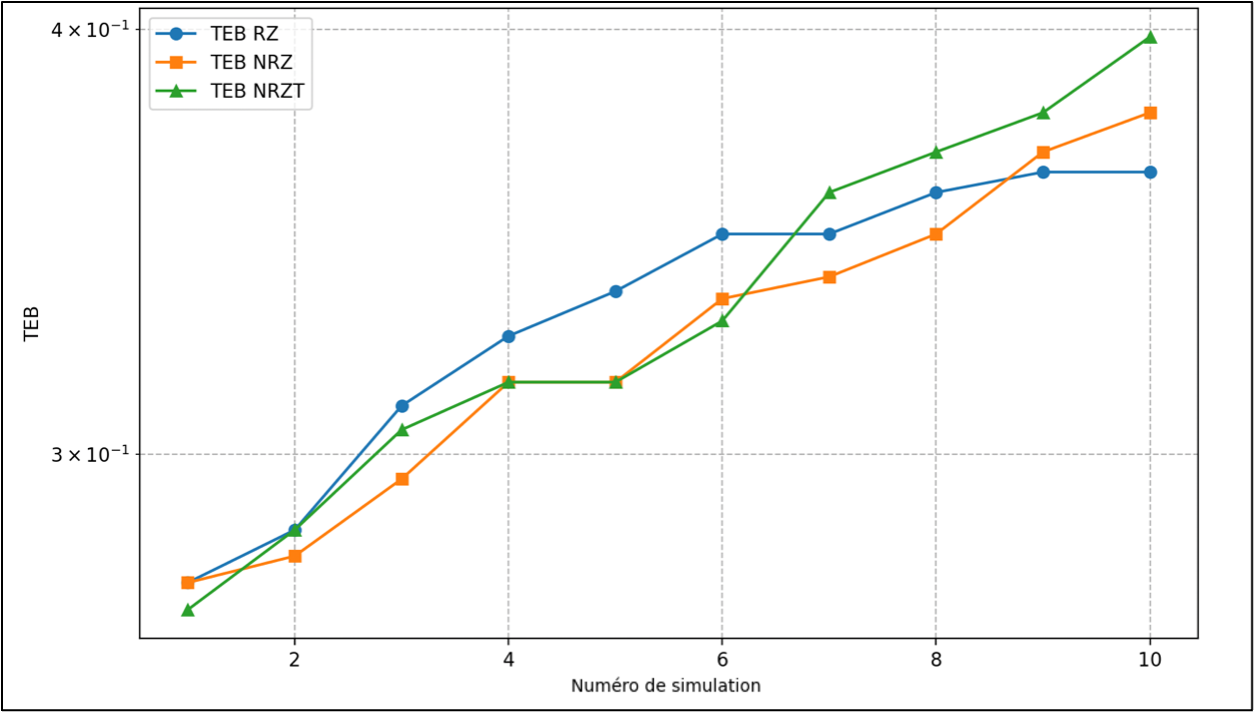 4 × 10⁻¹
TEB RZ
TEB NRZ
TEB NRZT
TEB
3 × 10⁻¹
2 4 6 8 10
Numéro de simulation